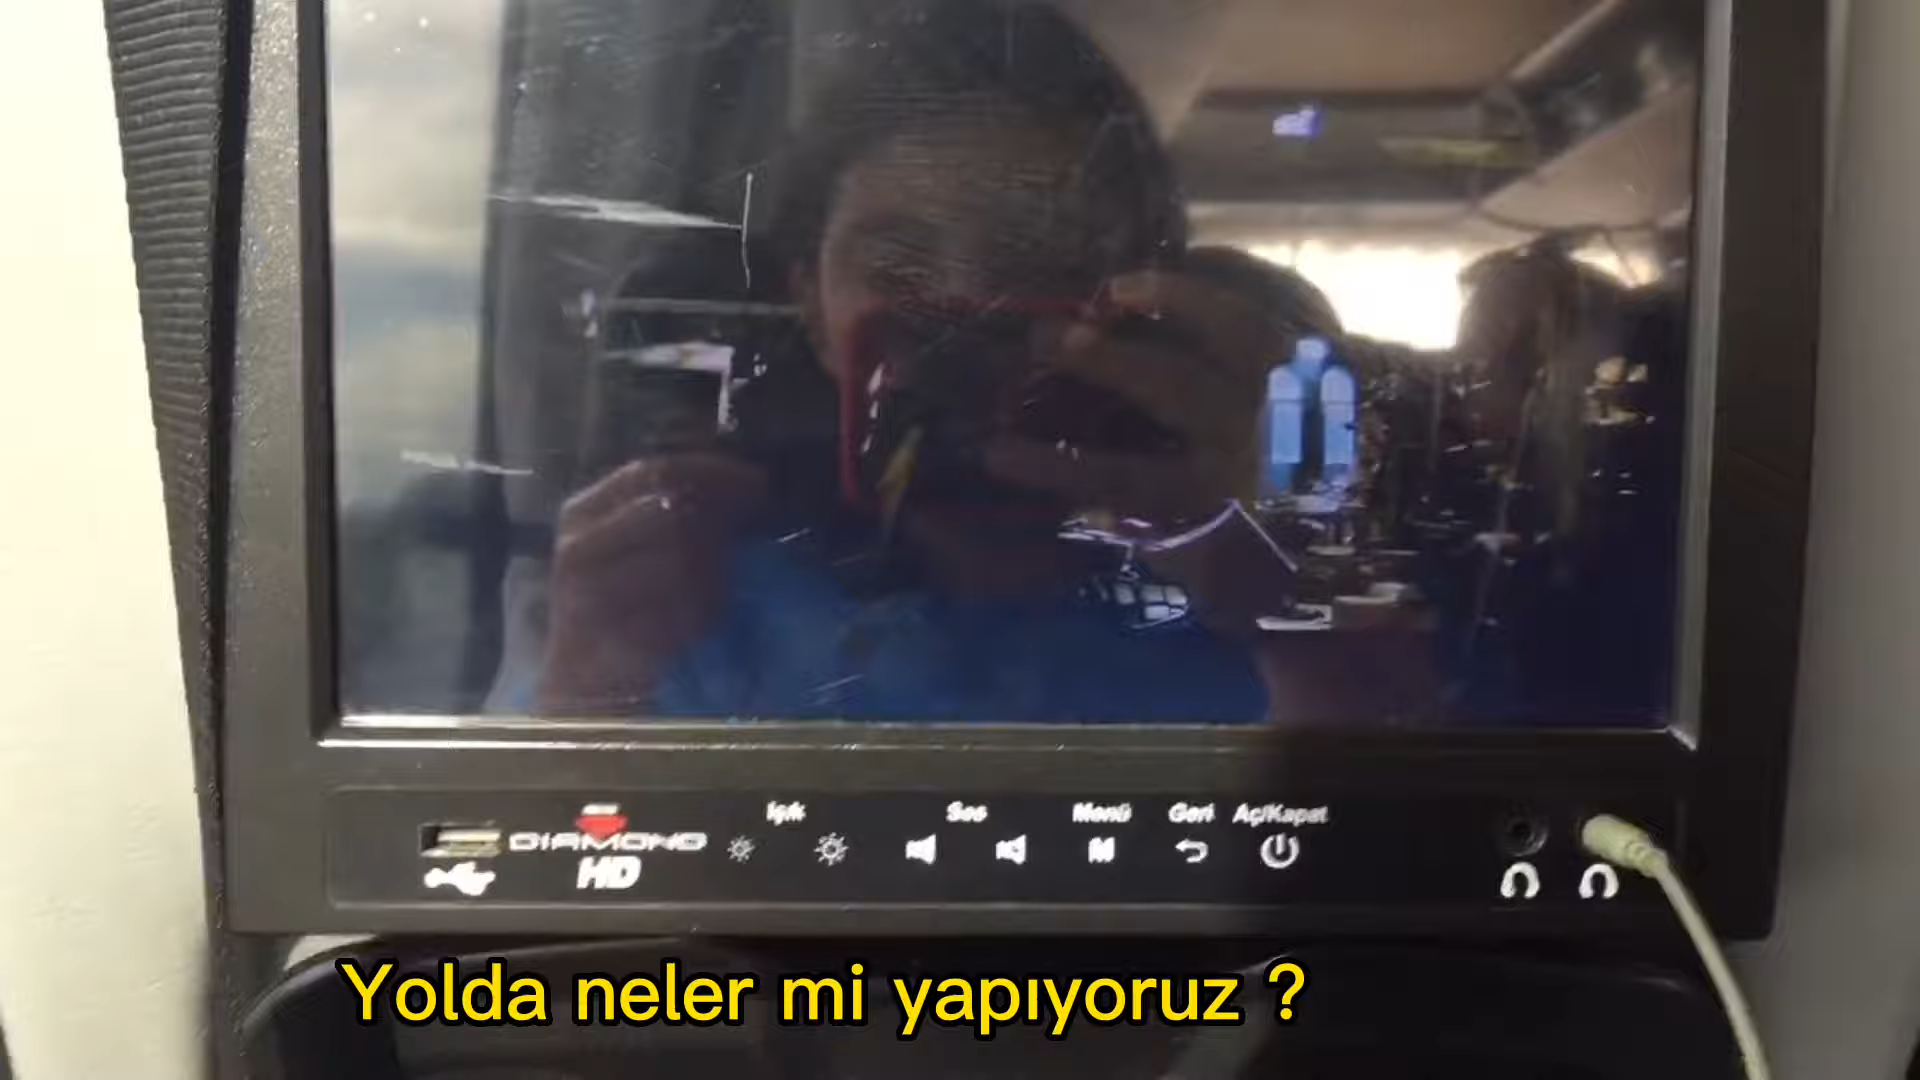 Işık
Ses
Menü
Geri
Aç/Kapat
DIAMOND
HD
Yolda neler mi yapıyoruz ?